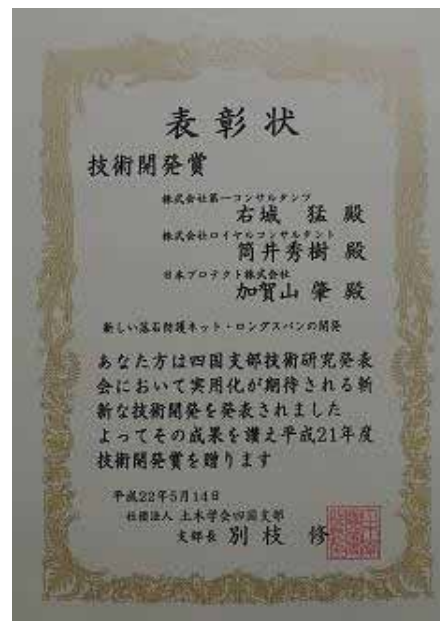 表彰状
技術開発賞
株式会社第一コンサルタンツ
右城 猛 殿
株式会社ロイヤルコンサルタント
筒井秀樹 殿
日本プロテクト株式会社
加賀山 肇 殿
新しい落石防護ネット・ロングスパンの開発
あなた方は四国支部技術研究発表
会において実用化が期待される斬
新な技術開発を発表されました
よってその成果を讃え平成21年度
技術開発賞を贈ります
平成22年5月14日
社団法人 土木学会四国支部
支部長 別枝 修